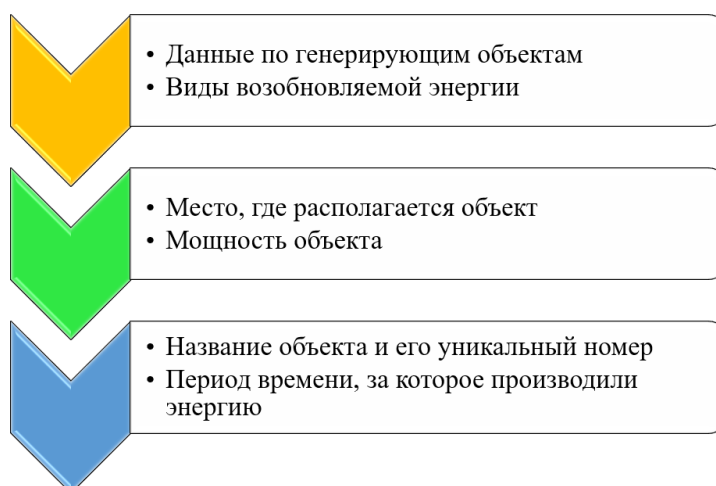 • Данные по генерирующим объектам
• Виды возобновляемой энергии
• Место, где располагается объект
• Мощность объекта
• Название объекта и его уникальный номер
• Период времени, за которое производили
энергию